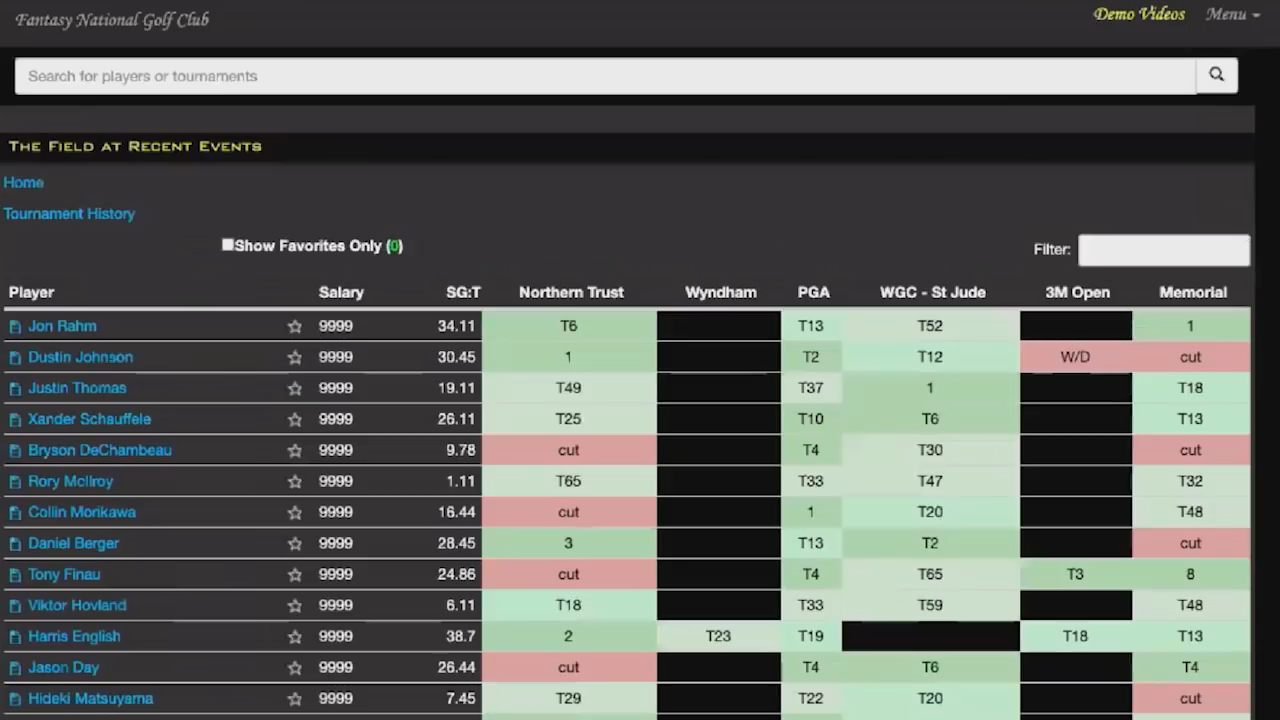 Fantasy National Golf Club Demo Videos Menu
Search for players or tournaments
THE FIELD AT RECENT EVENTS
Home
Tournament History
Show Favorites Only (0) Filter:
Player Salary SG:T Northern Trust Wyndham PGA WGC - St Jude 3M Open Memorial
Jon Rahm 9999 34.11 T6 T13 T52 1
Dustin Johnson 9999 30.45 1 T2 T12 W/D cut
Justin Thomas 9999 19.11 T49 T37 1 T18
Xander Schauffele 9999 26.11 T25 T10 T6 T13
Bryson DeChambeau 9999 9.78 cut T4 T30 cut
Rory McIlroy 9999 1.11 T65 T33 T47 T32
Collin Morikawa 9999 16.44 cut 1 T20 T48
Daniel Berger 9999 28.45 3 T13 T2 cut
Tony Finau 9999 24.86 cut T4 T65 T3 8
Viktor Hovland 9999 6.11 T18 T33 T59 T48
Harris English 9999 38.7 2 T23 T19 T18 T13
Jason Day 9999 26.44 cut T4 T6 T4
Hideki Matsuyama 9999 7.45 T29 T22 T20 cut